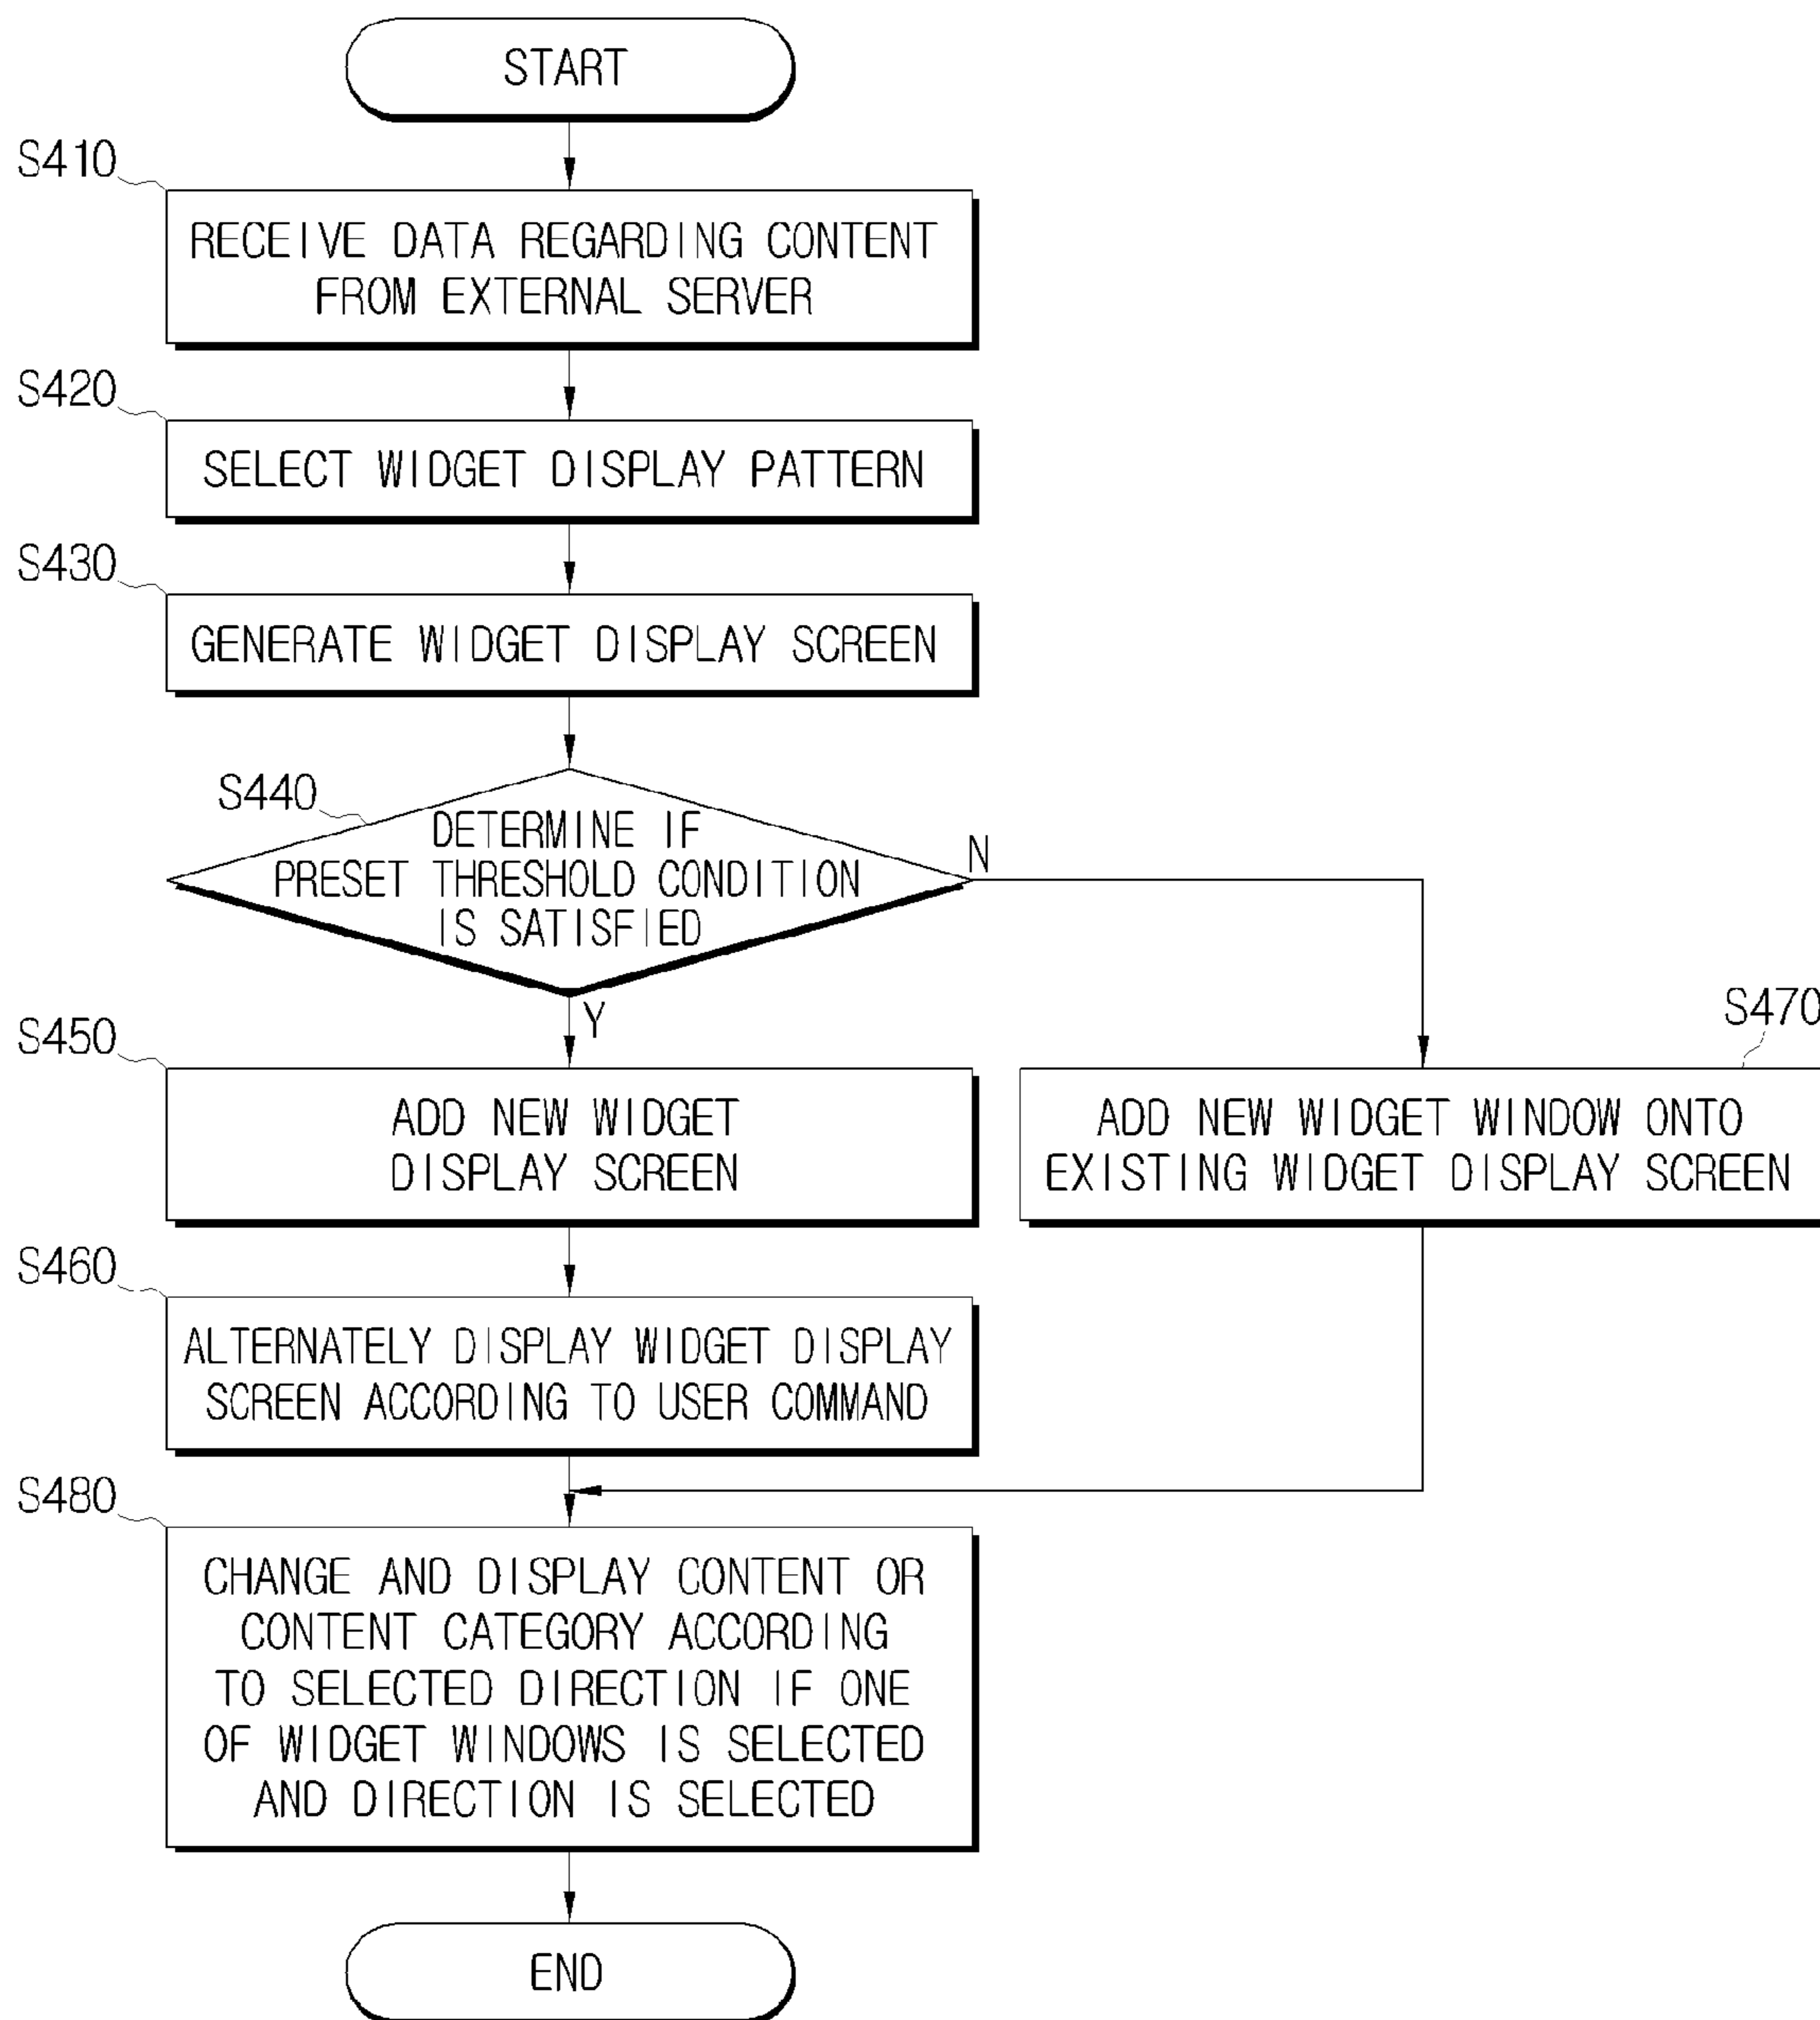 START
S410
RECEIVE DATA REGARDING CONTENT
FROM EXTERNAL SERVER
S420
SELECT WIDGET DISPLAY PATTERN
S430
GENERATE WIDGET DISPLAY SCREEN
S440
DETERMINE IF
PRESET THRESHOLD CONDITION
IS SATISFIED
N
Y
S450
ADD NEW WIDGET
DISPLAY SCREEN
S470
ADD NEW WIDGET WINDOW ONTO
EXISTING WIDGET DISPLAY SCREEN
S460
ALTERNATELY DISPLAY WIDGET DISPLAY
SCREEN ACCORDING TO USER COMMAND
S480
CHANGE AND DISPLAY CONTENT OR
CONTENT CATEGORY ACCORDING
TO SELECTED DIRECTION IF ONE
OF WIDGET WINDOWS IS SELECTED
AND DIRECTION IS SELECTED
END